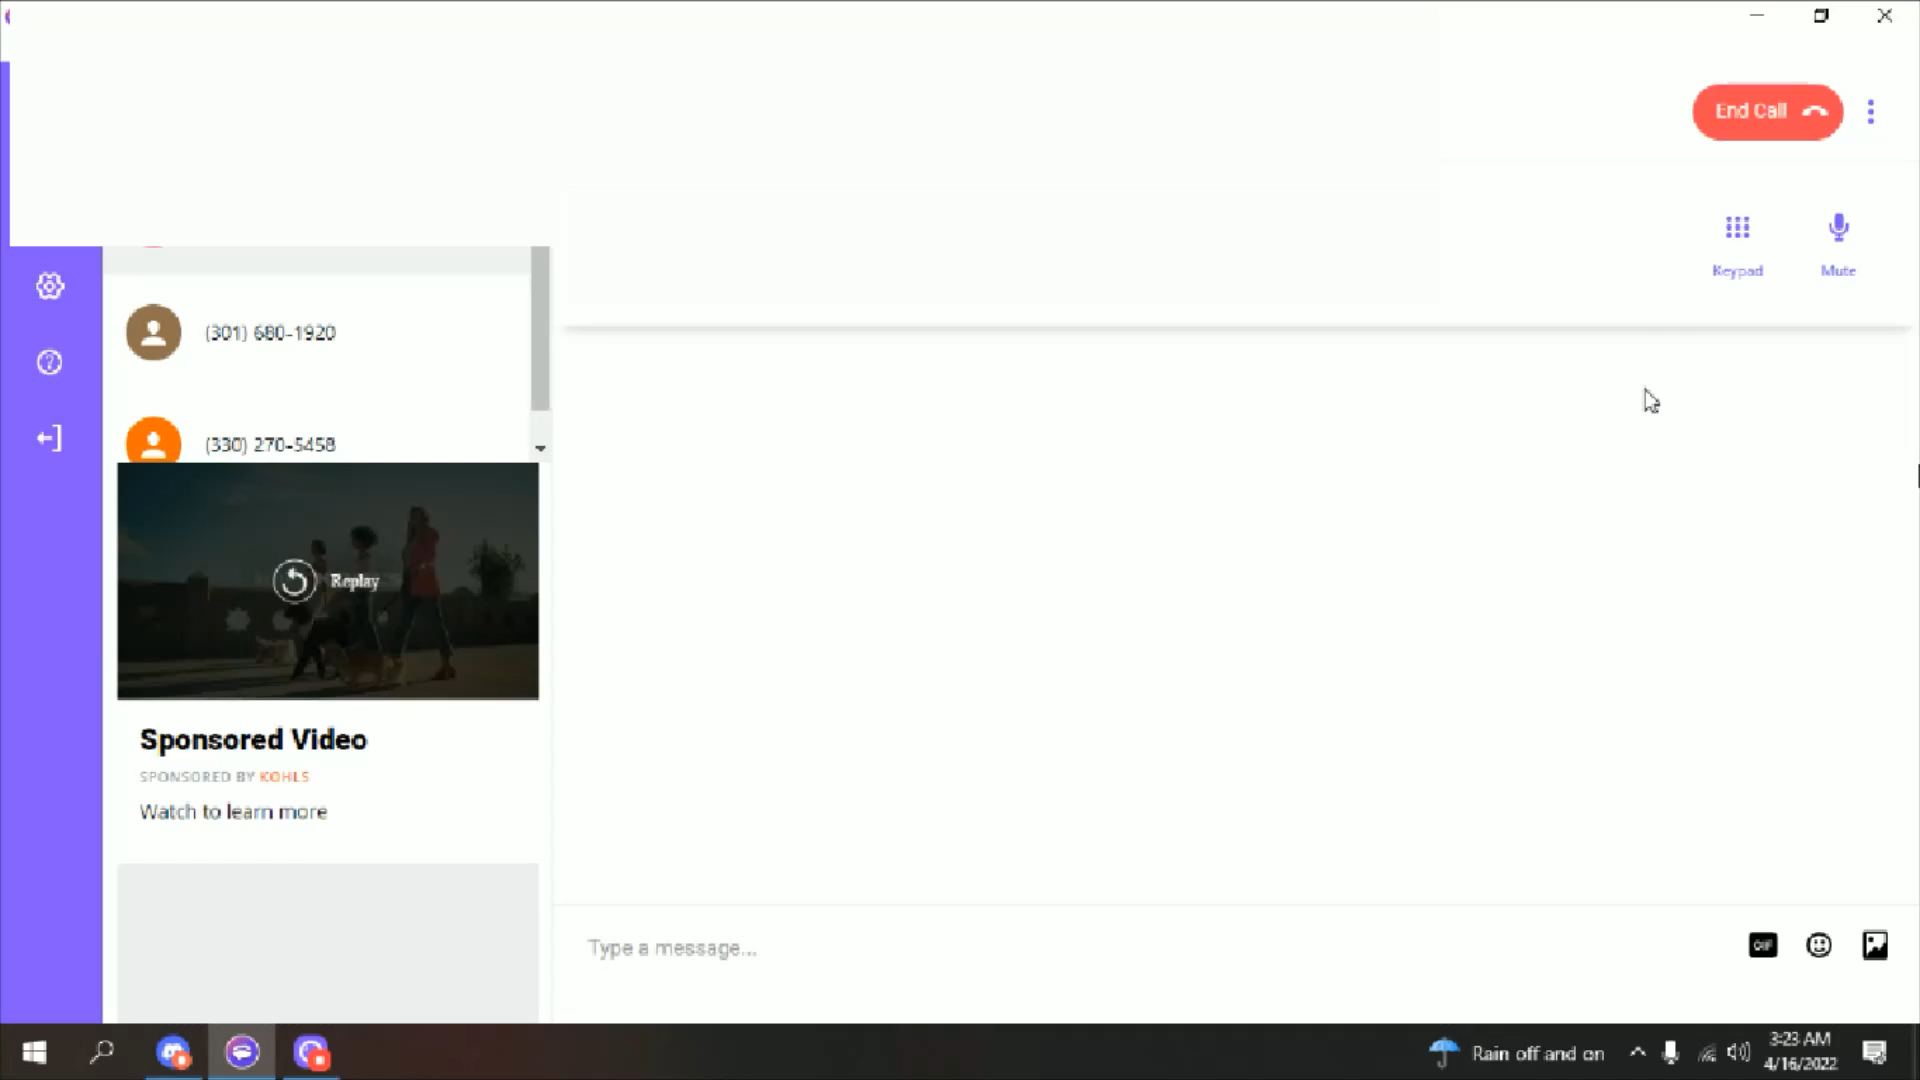 End Call
Keypad
Mute
(301) 680-1920
(330) 270-5458
Replay
Sponsored Video
SPONSORED BY KOHLS
Watch to learn more
Type a message...
GIF
Rain off and on
3:23 AM
4/16/2022